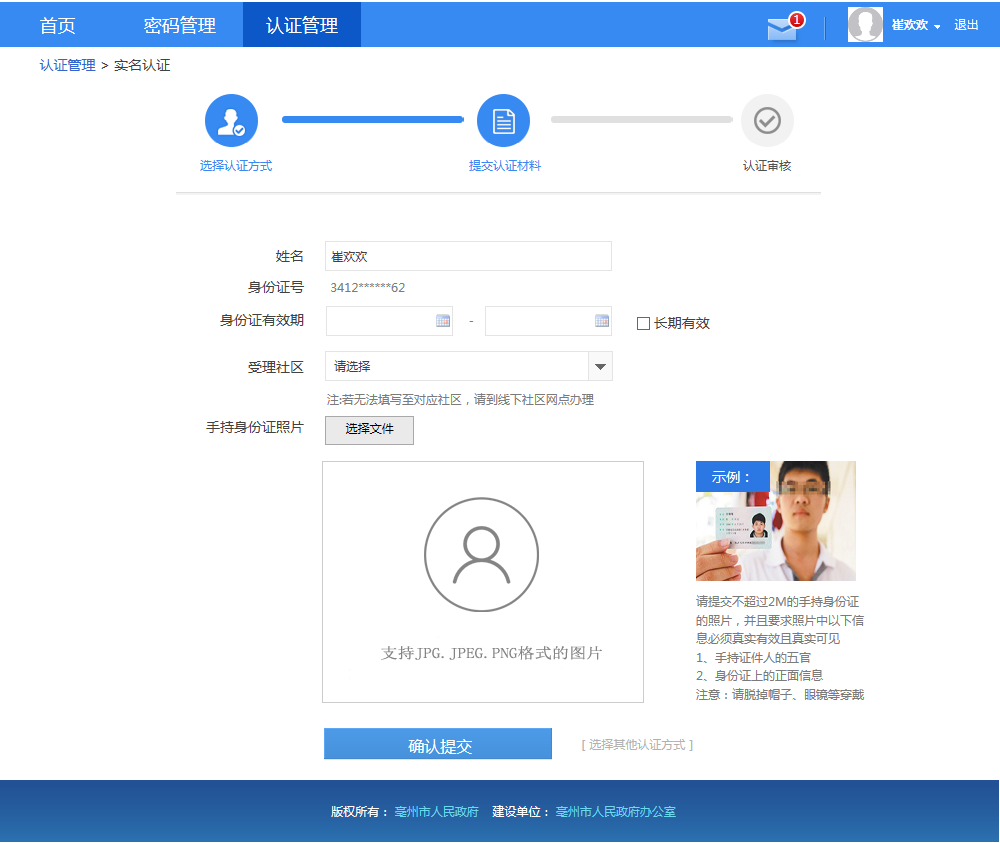 首页 密码管理 认证管理 1 崔欢欢 退出
认证管理 > 实名认证
选择认证方式 提交认证材料 认证审核
姓名 崔欢欢
身份证号 3412******62
身份证有效期 - 长期有效
受理社区 请选择
注:若无法填写至对应社区，请到线下社区网点办理
手持身份证照片 选择文件
示例：
支持JPG. JPEG. PNG格式的图片
请提交不超过2M的手持身份证
的照片，并且要求照片中以下信
息必须真实有效且真实可见
1、手持证件人的五官
2、身份证上的正面信息
注意：请脱掉帽子、眼镜等穿戴
确认提交 [ 选择其他认证方式 ]
版权所有： 亳州市人民政府 建设单位： 亳州市人民政府办公室